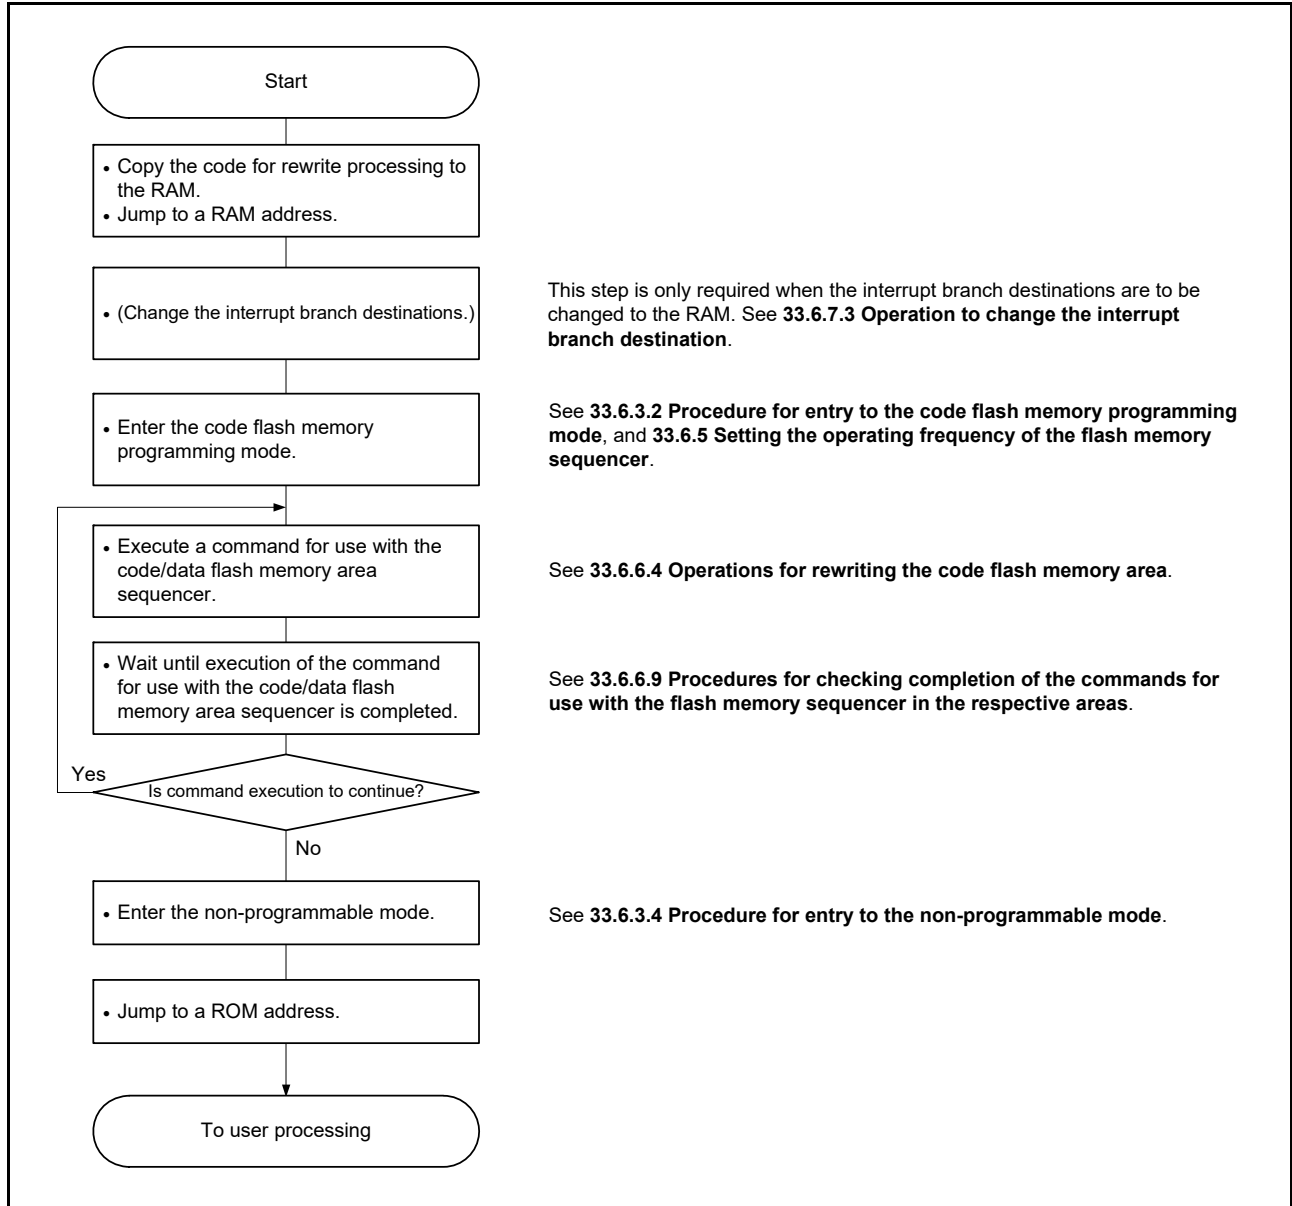 Start
• Copy the code for rewrite processing to
the RAM.
• Jump to a RAM address.
• (Change the interrupt branch destinations.)
This step is only required when the interrupt branch destinations are to be
changed to the RAM. See 33.6.7.3 Operation to change the interrupt
branch destination.
• Enter the code flash memory
programming mode.
See 33.6.3.2 Procedure for entry to the code flash memory programming
mode, and 33.6.5 Setting the operating frequency of the flash memory
sequencer.
• Execute a command for use with the
code/data flash memory area
sequencer.
See 33.6.6.4 Operations for rewriting the code flash memory area.
• Wait until execution of the command
for use with the code/data flash
memory area sequencer is completed.
See 33.6.6.9 Procedures for checking completion of the commands for
use with the flash memory sequencer in the respective areas.
Yes
Is command execution to continue?
No
• Enter the non-programmable mode.
See 33.6.3.4 Procedure for entry to the non-programmable mode.
• Jump to a ROM address.
To user processing